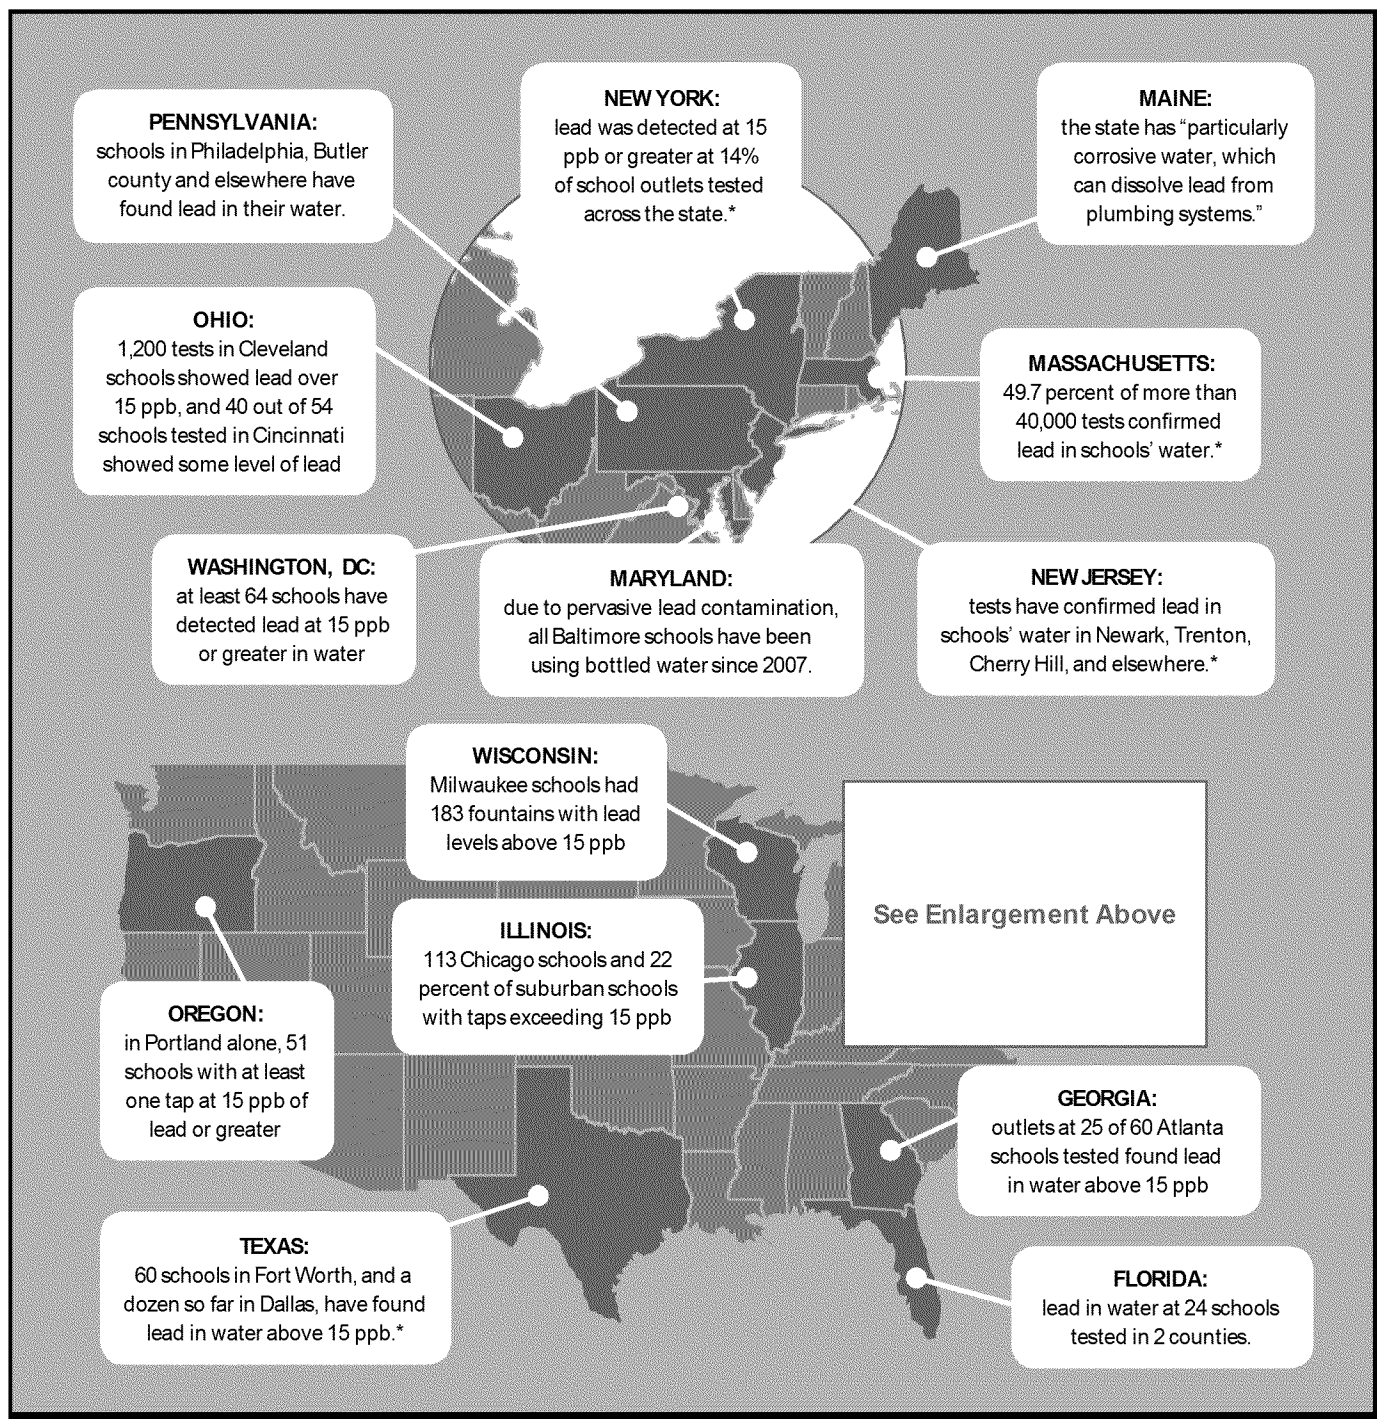 PENNSYLVANIA:
schools in Philadelphia, Butler
county and elsewhere have
found lead in their water.
NEW YORK:
lead was detected at 15
ppb or greater at 14%
of school outlets tested
across the state.*
MAINE:
the state has “particularly
corrosive water, which
can dissolve lead from
plumbing systems.”
OHIO:
1,200 tests in Cleveland
schools showed lead over
15 ppb, and 40 out of 54
schools tested in Cincinnati
showed some level of lead
MASSACHUSETTS:
49.7 percent of more than
40,000 tests confirmed
lead in schools’ water.*
WASHINGTON, DC:
at least 64 schools have
detected lead at 15 ppb
or greater in water
MARYLAND:
due to pervasive lead contamination,
all Baltimore schools have been
using bottled water since 2007.
NEW JERSEY:
tests have confirmed lead in
schools’ water in Newark, Trenton,
Cherry Hill, and elsewhere.*
WISCONSIN:
Milwaukee schools had
183 fountains with lead
levels above 15 ppb
See Enlargement Above
ILLINOIS:
113 Chicago schools and 22
percent of suburban schools
with taps exceeding 15 ppb
OREGON:
in Portland alone, 51
schools with at least
one tap at 15 ppb of
lead or greater
GEORGIA:
outlets at 25 of 60 Atlanta
schools tested found lead
in water above 15 ppb
TEXAS:
60 schools in Fort Worth, and a
dozen so far in Dallas, have found
lead in water above 15 ppb.*
FLORIDA:
lead in water at 24 schools
tested in 2 counties.